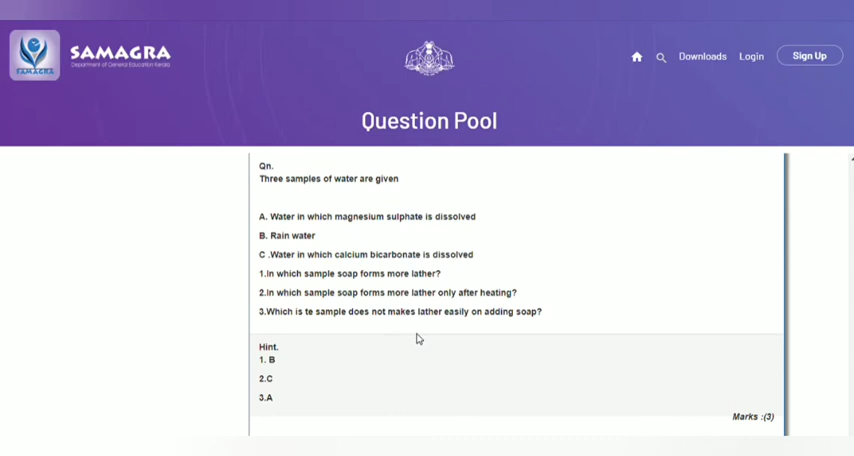 SAMAGRA
Department of General Education Kerala
SAMAGRA
Downloads Login Sign Up
Question Pool
Qn.
Three samples of water are given
A. Water in which magnesium sulphate is dissolved
B. Rain water
C .Water in which calcium bicarbonate is dissolved
1.In which sample soap forms more lather?
2.In which sample soap forms more lather only after heating?
3.Which is te sample does not makes lather easily on adding soap?
Hint.
1. B
2.C
3.A
Marks :(3)